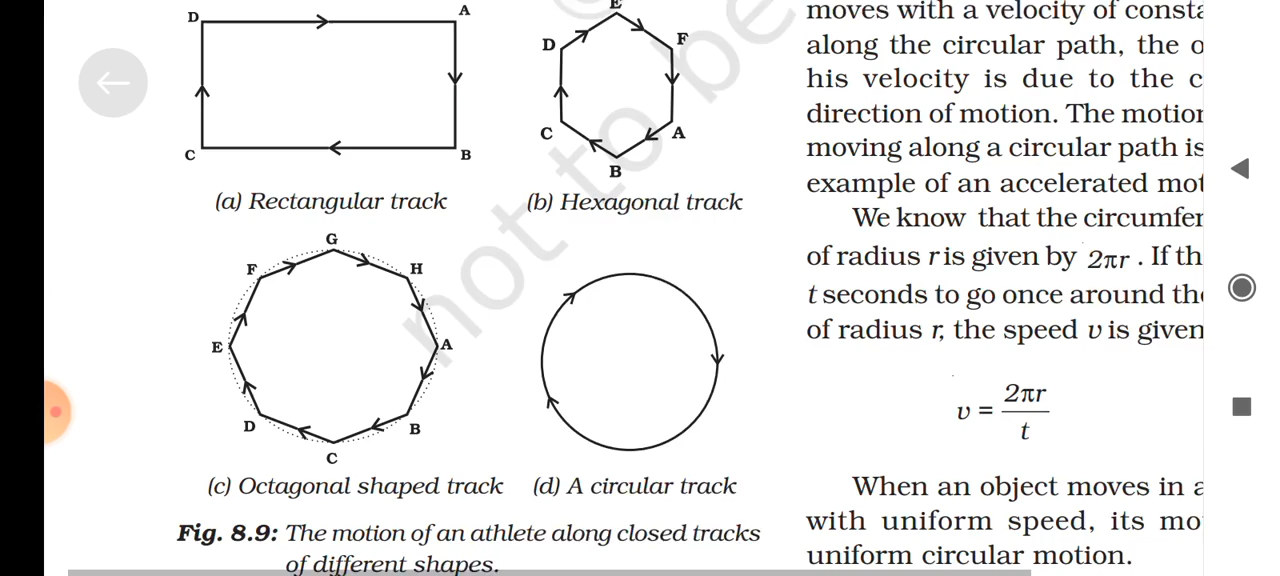 D
A
C
B
(a) Rectangular track
E
D
F
C
A
B
(b) Hexagonal track
G
F
H
E
A
D
B
C
(c) Octagonal shaped track
(d) A circular track
Fig. 8.9: The motion of an athlete along closed tracks
of different shapes.
not to be
moves with a velocity of consta
along the circular path, the o
his velocity is due to the c
direction of motion. The motion
moving along a circular path is
example of an accelerated mot
We know that the circumfer
of radius r is given by 2πr . If th
t seconds to go once around the
of radius r, the speed v is given
v = 2πr / t
When an object moves in a
with uniform speed, its mo
uniform circular motion.